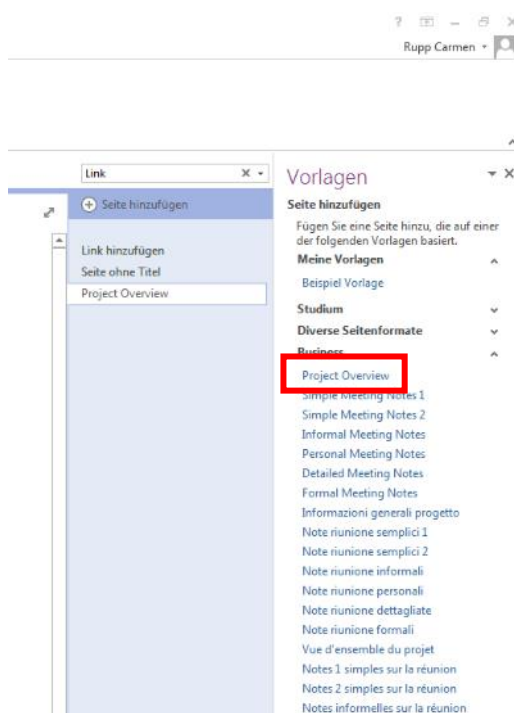 Rupp Carmen
Link
Seite hinzufügen
Link hinzufügen
Seite ohne Titel
Project Overview
Vorlagen
Seite hinzufügen
Fügen Sie eine Seite hinzu, die auf einer
der folgenden Vorlagen basiert.
Meine Vorlagen
Beispiel Vorlage
Studium
Diverse Seitenformate
Business
Project Overview
Simple Meeting Notes 1
Simple Meeting Notes 2
Informal Meeting Notes
Personal Meeting Notes
Detailed Meeting Notes
Formal Meeting Notes
Informazioni generali progetto
Note riunione semplici 1
Note riunione semplici 2
Note riunione informali
Note riunione personali
Note riunione dettagliate
Note riunione formali
Vue d'ensemble du projet
Notes 1 simples sur la réunion
Notes 2 simples sur la réunion
Notes informelles sur la réunion